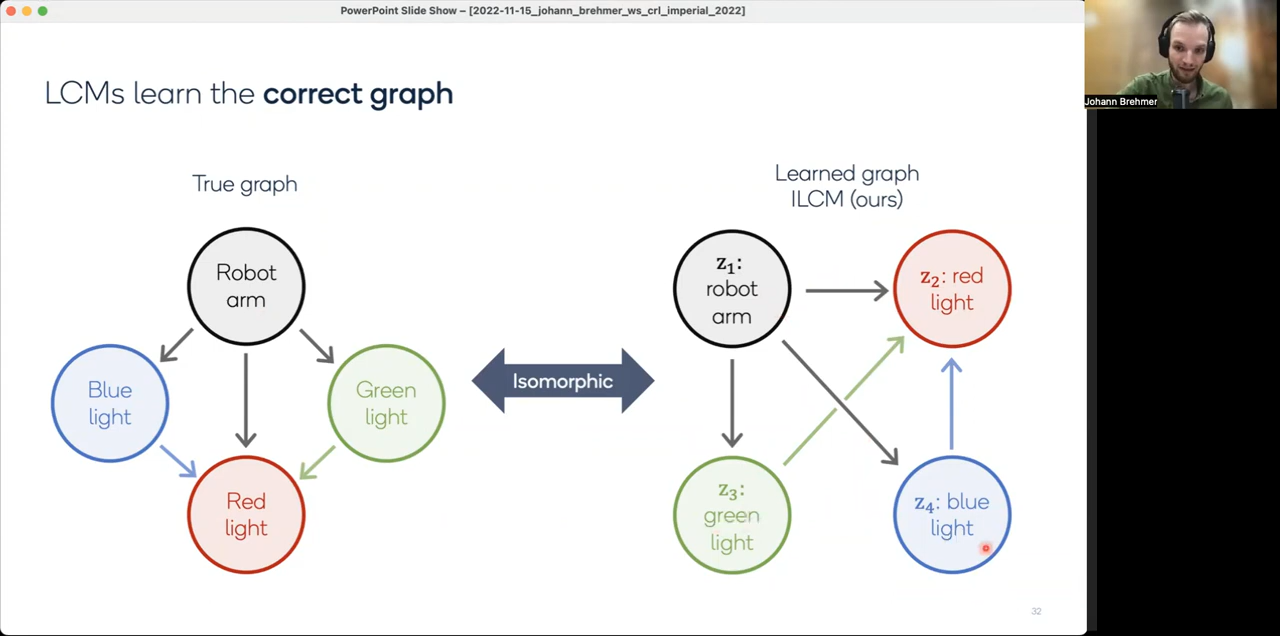 PowerPoint Slide Show – [2022-11-15_johann_brehmer_ws_crl_imperial_2022]
Johann Brehmer
LCMs learn the correct graph
True graph
Robot
arm
Blue
light
Green
light
Red
light
Isomorphic
Learned graph
ILCM (ours)
z₁:
robot
arm
z₂: red
light
z₃:
green
light
z₄: blue
light
32